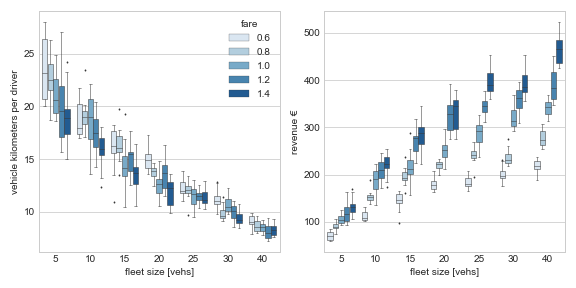 fare
0.6
0.8
1.0
1.2
1.4
25
20
15
10
vehicle kilometers per driver
5 10 15 20 25 30 40
fleet size [vehs]
500
400
300
200
100
revenue €
5 10 15 20 25 30 40
fleet size [vehs]